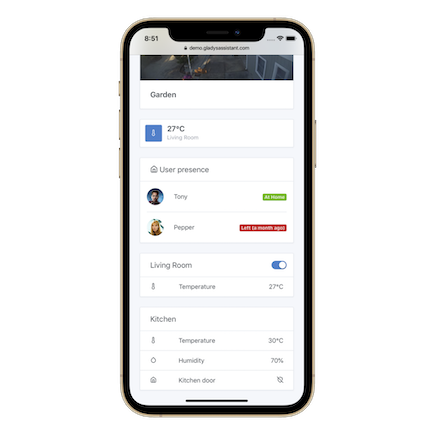 8:51
demo.gladysassistant.com
Garden
27°C
Living Room
User presence
Tony
At Home
Pepper
Left (a month ago)
Living Room
Temperature 27°C
Kitchen
Temperature 30°C
Humidity 70%
Kitchen door